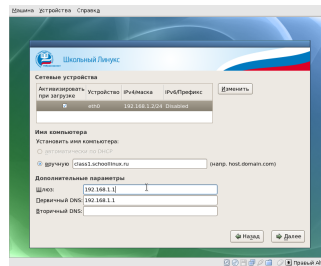 Машина Устройства Справка
Школьный Линукс
Сетевые устройства
Активизировать при загрузке Устройство IPv4/маска IPv6/Префикс
eth0 192.168.1.2/24 Disabled
Изменить
Имя компьютера
Установить имя компьютера:
автоматически по DHCP
вручную class1.schoollinux.ru (напр. host.domain.com)
Дополнительные параметры
Шлюз: 192.168.1.1
Первичный DNS: 192.168.1.1
Вторичный DNS:
Назад Далее
Правый Al